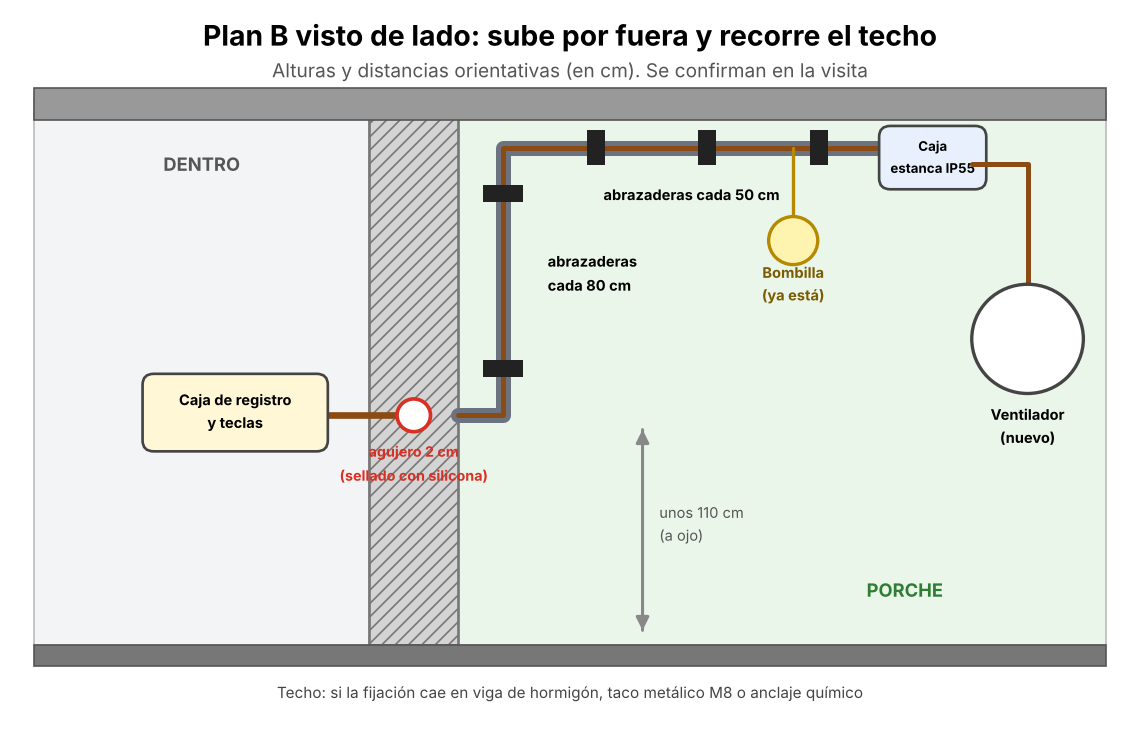 Plan B visto de lado: sube por fuera y recorre el techo
Alturas y distancias orientativas (en cm). Se confirman en la visita
DENTRO
Caja
estanca IP55
abrazaderas cada 50 cm
abrazaderas
cada 80 cm
Bombilla
(ya está)
Caja de registro
y teclas
Ventilador
(nuevo)
agujero 2 cm
(sellado con silicona)
unos 110 cm
(a ojo)
PORCHE
Techo: si la fijación cae en viga de hormigón, taco metálico M8 o anclaje químico